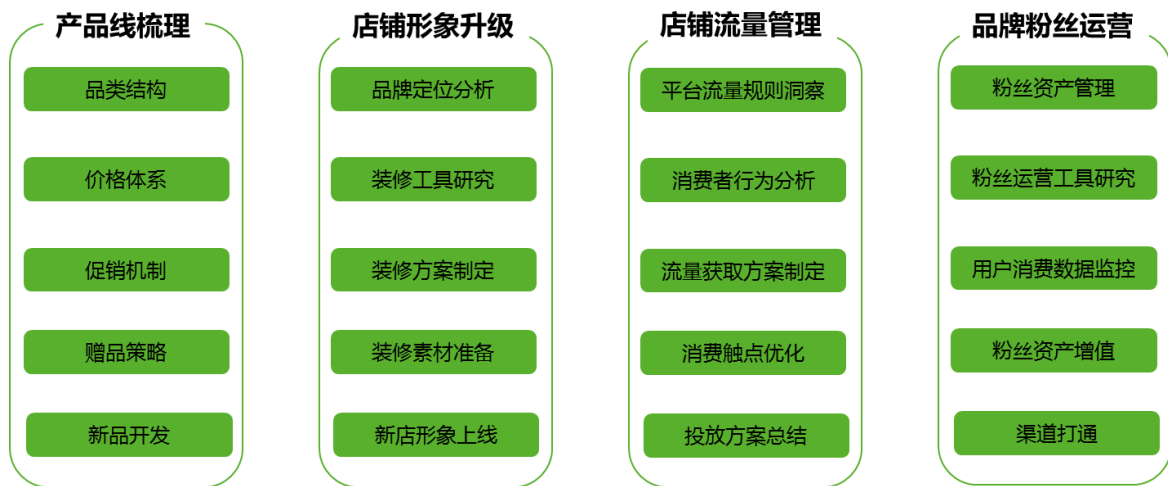 产品线梳理
品类结构
价格体系
促销机制
赠品策略
新品开发
店铺形象升级
品牌定位分析
装修工具研究
装修方案制定
装修素材准备
新店形象上线
店铺流量管理
平台流量规则洞察
消费者行为分析
流量获取方案制定
消费触点优化
投放方案总结
品牌粉丝运营
粉丝资产管理
粉丝运营工具研究
用户消费数据监控
粉丝资产增值
渠道打通